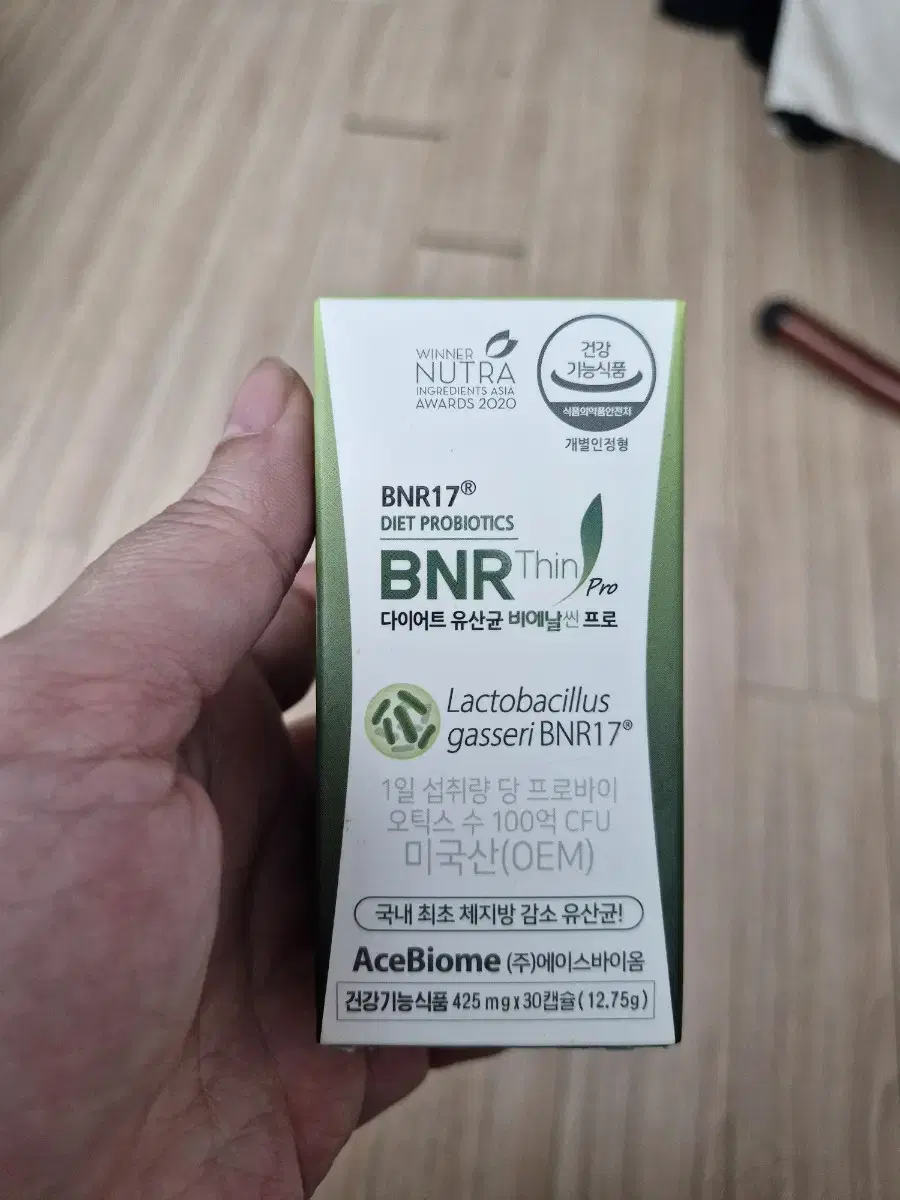 WINNER
NUTRA
INGREDIENTS ASIA
AWARDS 2020
건강
기능식품
식품의약품안전처
개별인정형
BNR17®
DIET PROBIOTICS
BNR Thin Pro
다이어트 유산균 비에날씬 프로
Lactobacillus
gasseri BNR17®
1일 섭취량 당 프로바이
오틱스 수 100억 CFU
미국산(OEM)
국내 최초 체지방 감소 유산균!
AceBiome (주)에이스바이옴
건강기능식품 425 mg x 30캡슐(12.75g)